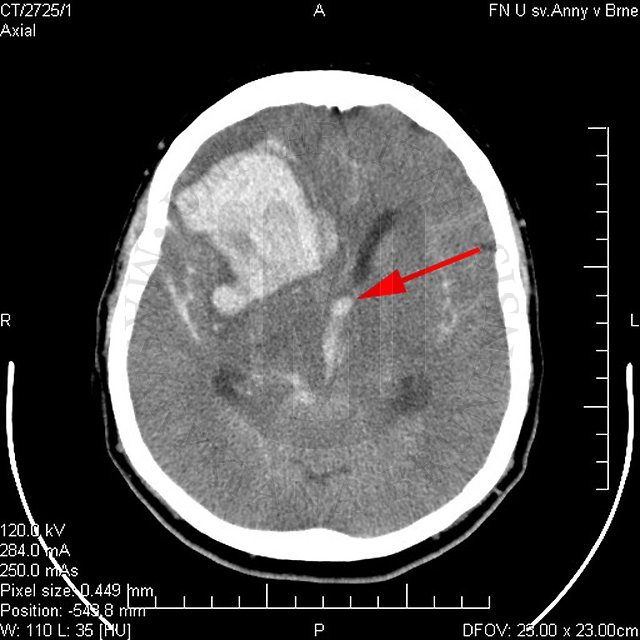 CT/2725/1
A
FN U sv.Anny v Brne
Axial
R
L
120.0 kV
284.0 mA
250.0 mAs
Pixel size: 0.449 mm
Position: -543.8 mm
W: 110 L: 35 [HU]
P
DFOV: 25.00 x 23.00cm